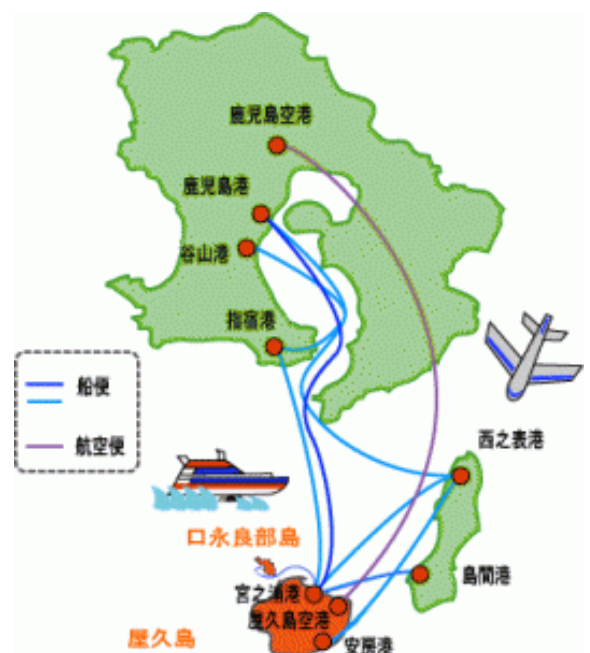 鹿児島空港
鹿児島港
谷山港
指宿港
船便
航空便
西之表港
口永良部島
島間港
宮之浦港
屋久島空港
屋久島
安房港